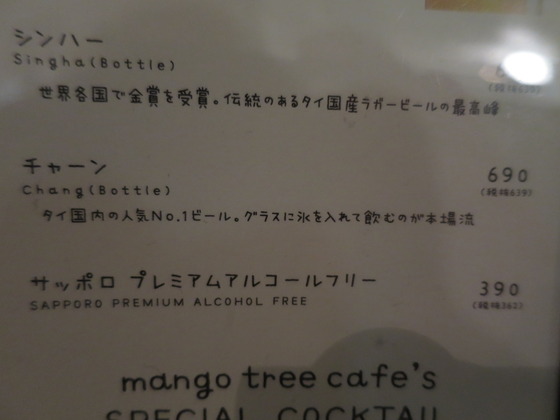 シンハー
Singha(Bottle)
世界各国で金賞を受賞。伝統のあるタイ国産ラガービールの最高峰
チャーン 690
Chang(Bottle) (税抜639)
タイ国内の人気No.1ビール。グラスに氷を入れて飲むのが本場流
サッポロ プレミアムアルコールフリー 390
SAPPORO PREMIUM ALCOHOL FREE (税抜362)
mango tree cafe's
SPECIAL COCKTAIL